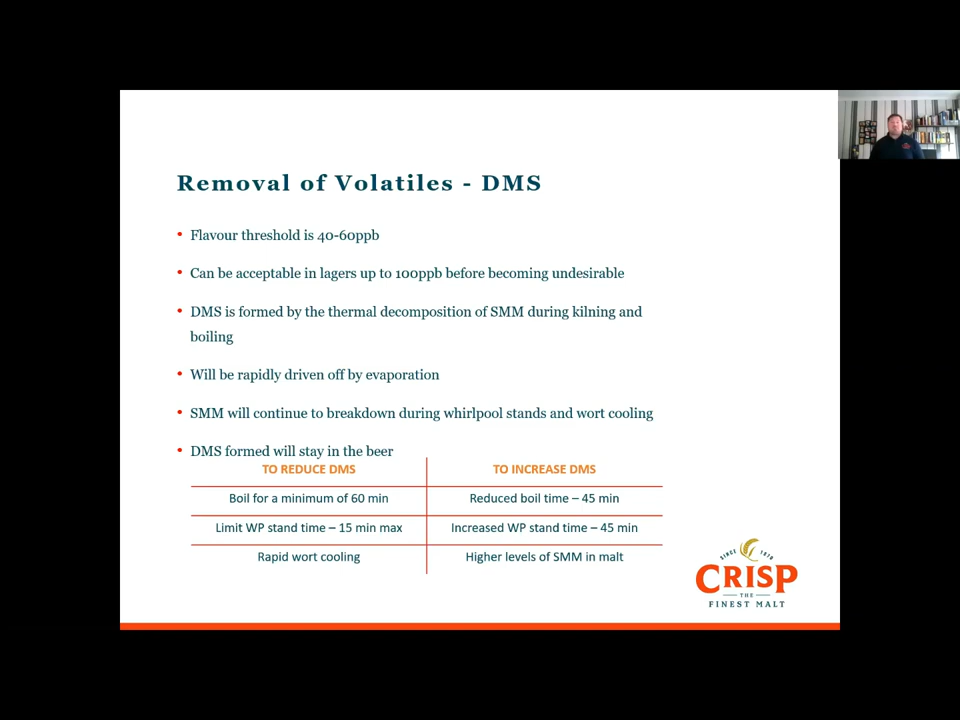 Removal of Volatiles - DMS
• Flavour threshold is 40-60ppb
• Can be acceptable in lagers up to 100ppb before becoming undesirable
• DMS is formed by the thermal decomposition of SMM during kilning and
boiling
• Will be rapidly driven off by evaporation
• SMM will continue to breakdown during whirlpool stands and wort cooling
• DMS formed will stay in the beer
TO REDUCE DMS TO INCREASE DMS
Boil for a minimum of 60 min Reduced boil time – 45 min
Limit WP stand time – 15 min max Increased WP stand time – 45 min
Rapid wort cooling Higher levels of SMM in malt
SINCE 1870
CRISP
THE
FINEST MALT